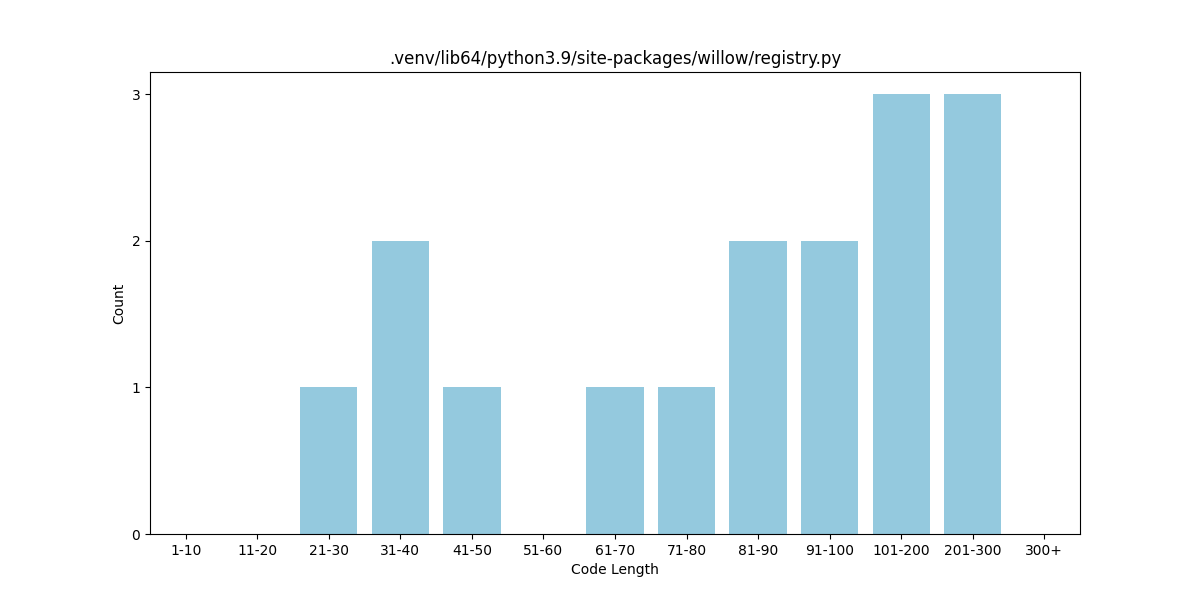 .venv/lib64/python3.9/site-packages/willow/registry.py
3
2
1
0
Count
1-10 11-20 21-30 31-40 41-50 51-60 61-70 71-80 81-90 91-100 101-200 201-300 300+
Code Length